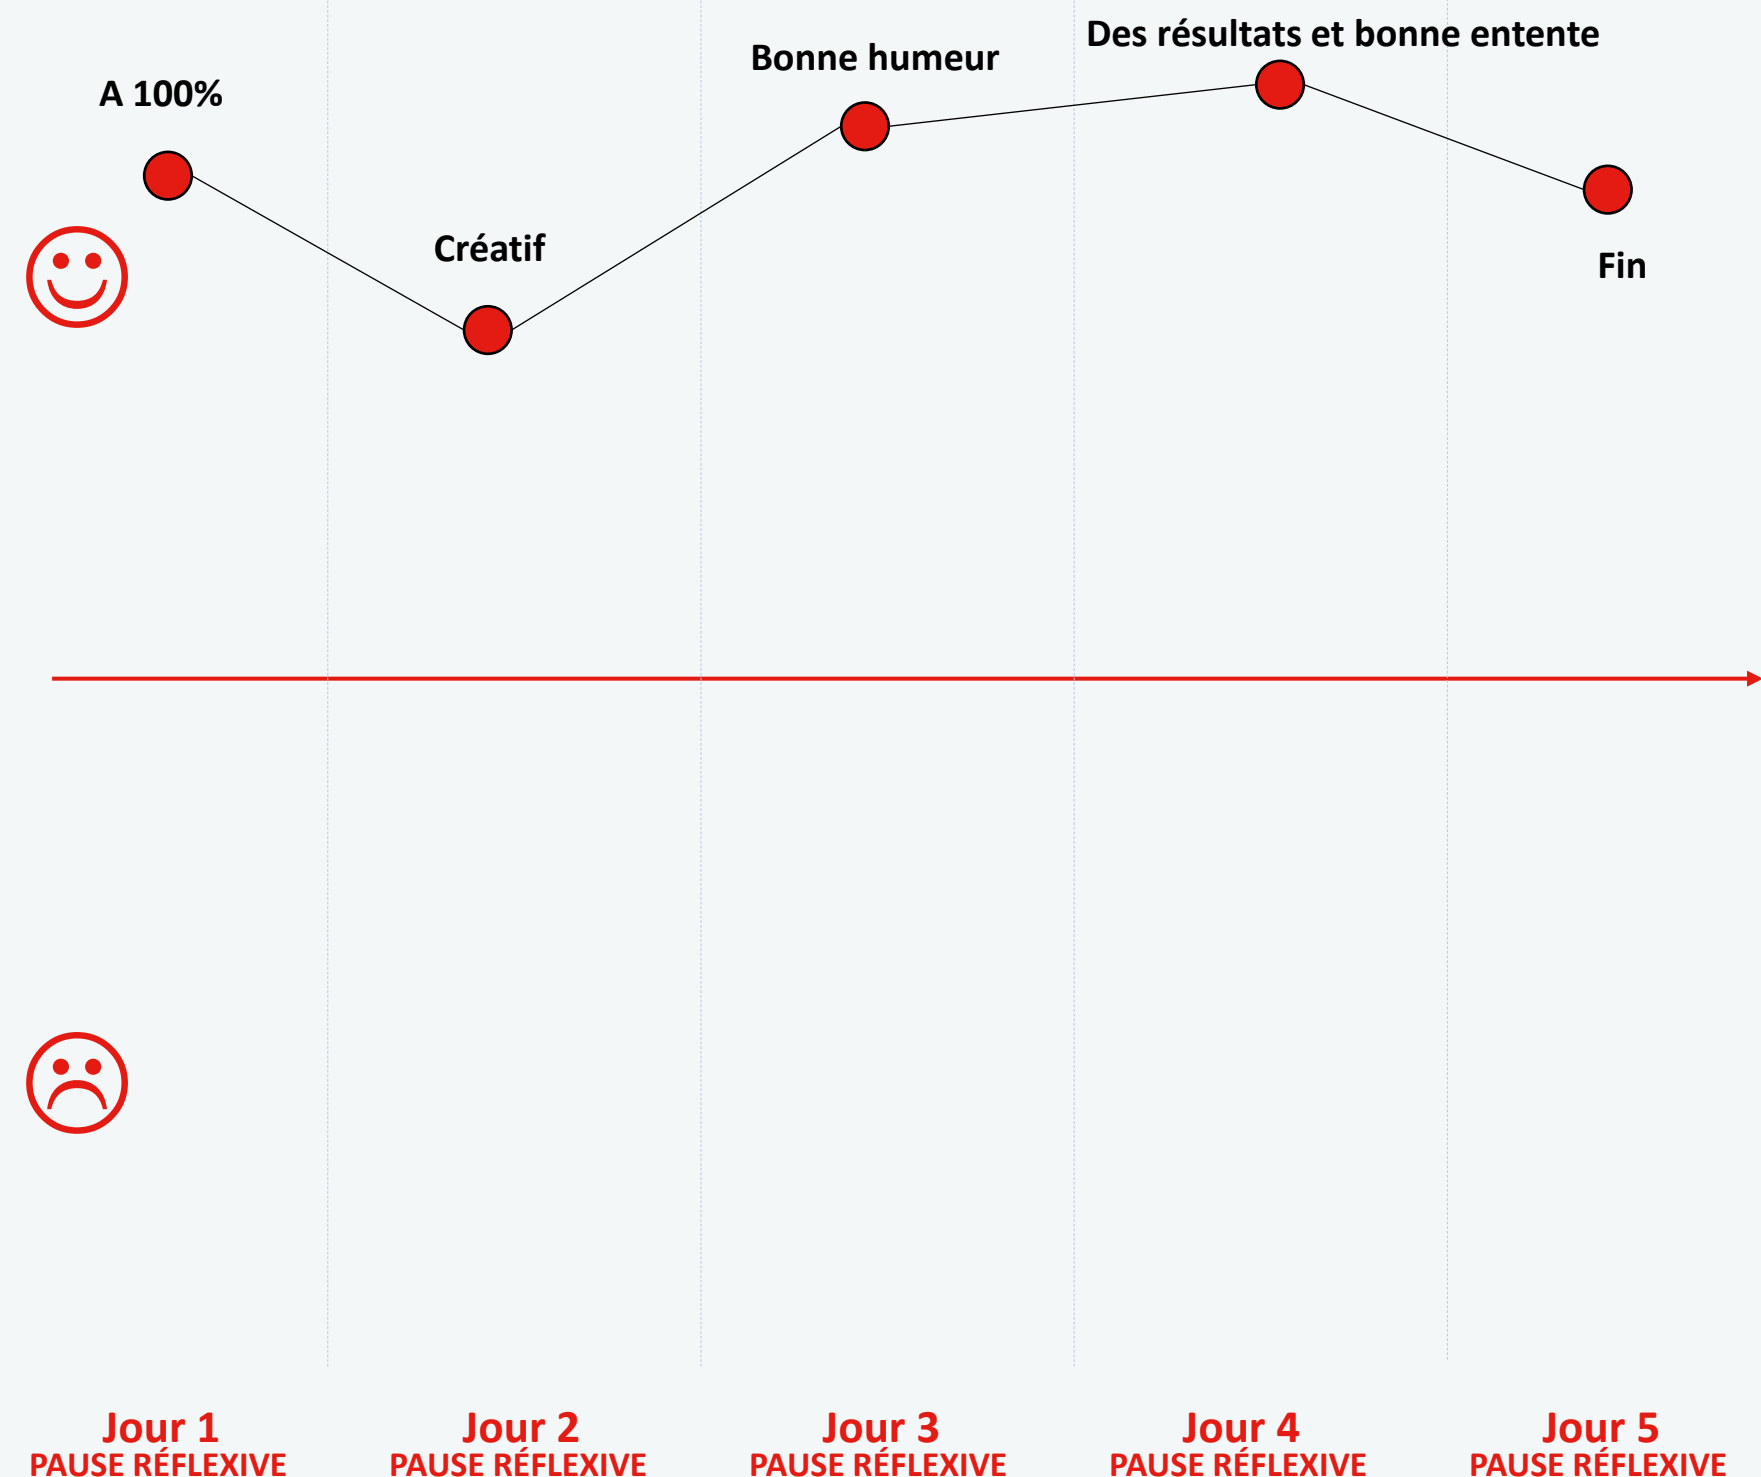 Des résultats et bonne entente
Bonne humeur
A 100%
Créatif
Fin
Jour 1
PAUSE RÉFLEXIVE
Jour 2
PAUSE RÉFLEXIVE
Jour 3
PAUSE RÉFLEXIVE
Jour 4
PAUSE RÉFLEXIVE
Jour 5
PAUSE RÉFLEXIVE